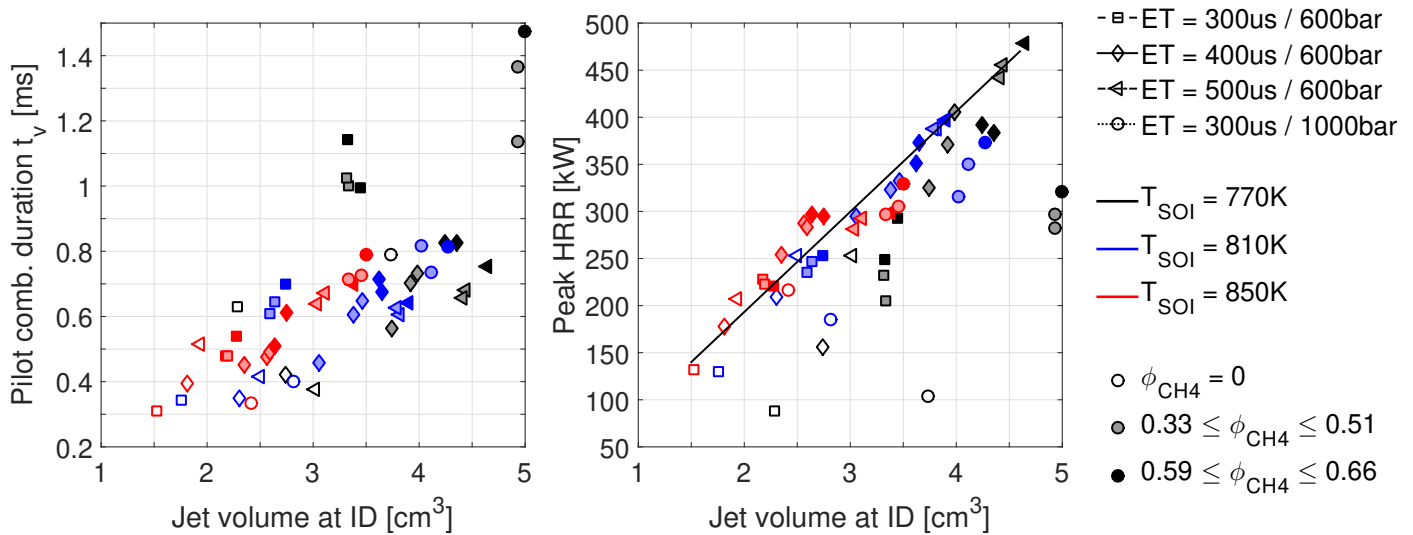 Pilot comb. duration t_v [ms]
1.4
1.2
1
0.8
0.6
0.4
0.2
1 2 3 4 5
Jet volume at ID [cm³]
Peak HRR [kW]
500
450
400
350
300
250
200
150
100
50
1 2 3 4 5
Jet volume at ID [cm³]
ET = 300us / 600bar
ET = 400us / 600bar
ET = 500us / 600bar
ET = 300us / 1000bar
T_SOI = 770K
T_SOI = 810K
T_SOI = 850K
ϕ_CH4 = 0
0.33 ≤ ϕ_CH4 ≤ 0.51
0.59 ≤ ϕ_CH4 ≤ 0.66